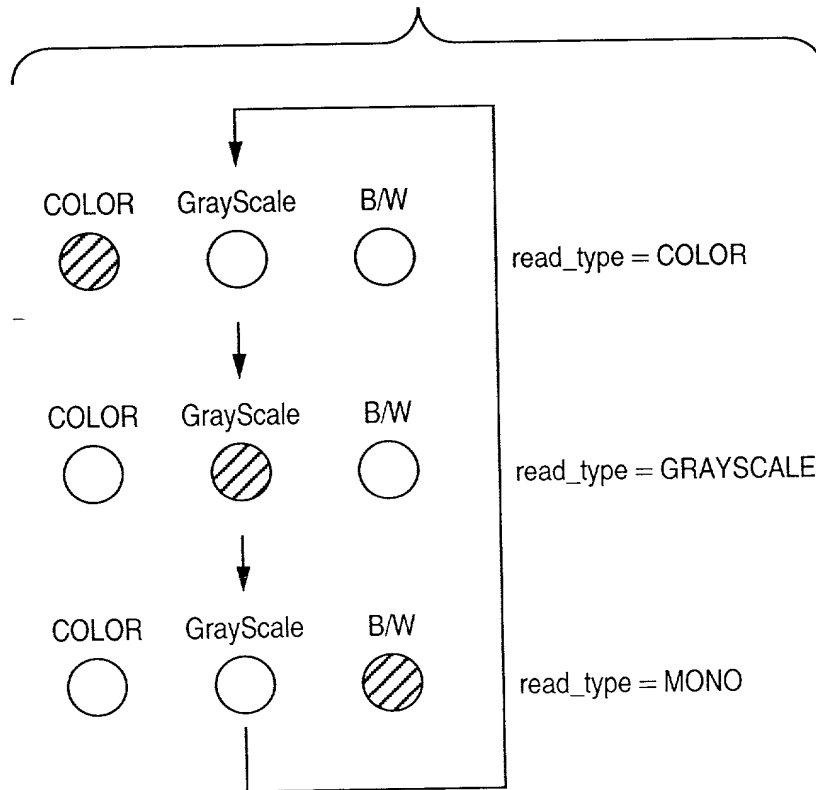 COLOR GrayScale B/W
read_type = COLOR
COLOR GrayScale B/W
read_type = GRAYSCALE
COLOR GrayScale B/W
read_type = MONO